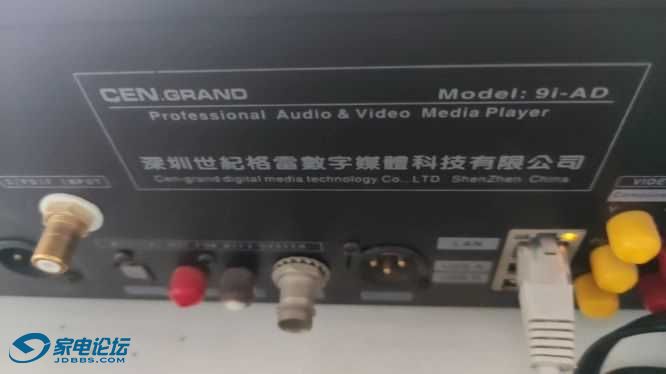 CEN.GRAND Model: 9i-AD
Professional Audio & Video Media Player
深圳世紀格雷數字媒體科技有限公司
Cen-grand digital media technology Co., LTD ShenZhen China
S/PDIF INPUT
LAN
家电论坛
JDBBS.COM